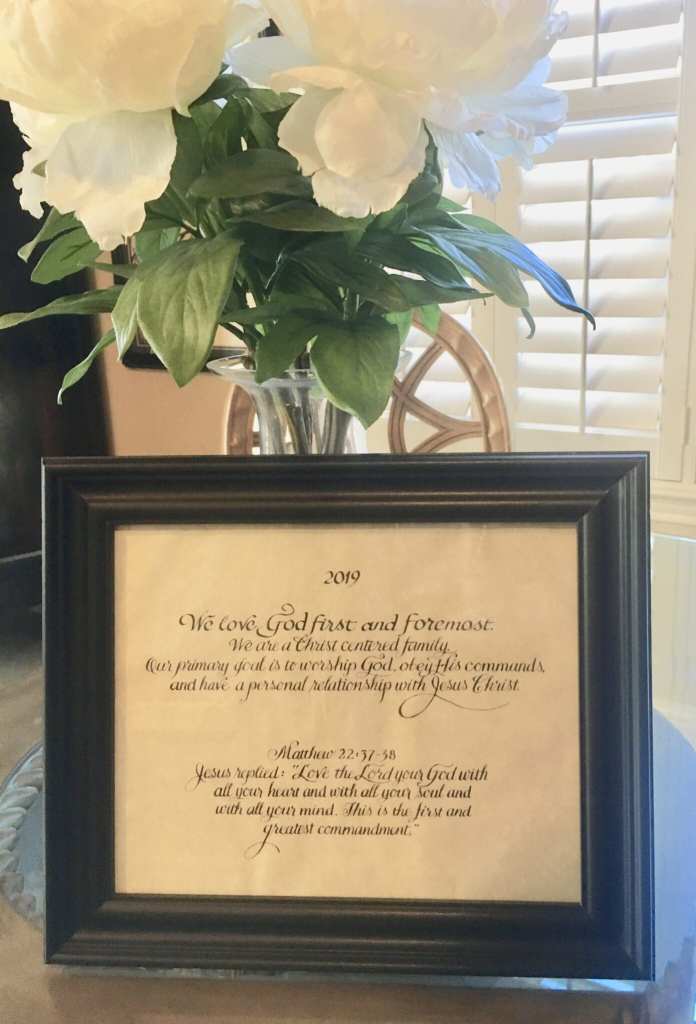 2019
We love God first and foremost.
We are a Christ centered family
Our primary goal is to worship God, obey His commands,
and have a personal relationship with Jesus Christ.
Matthew 22:37-38
Jesus replied: "Love the Lord your God with
all your heart and with all your soul and
with all your mind. This is the first and
greatest commandment."